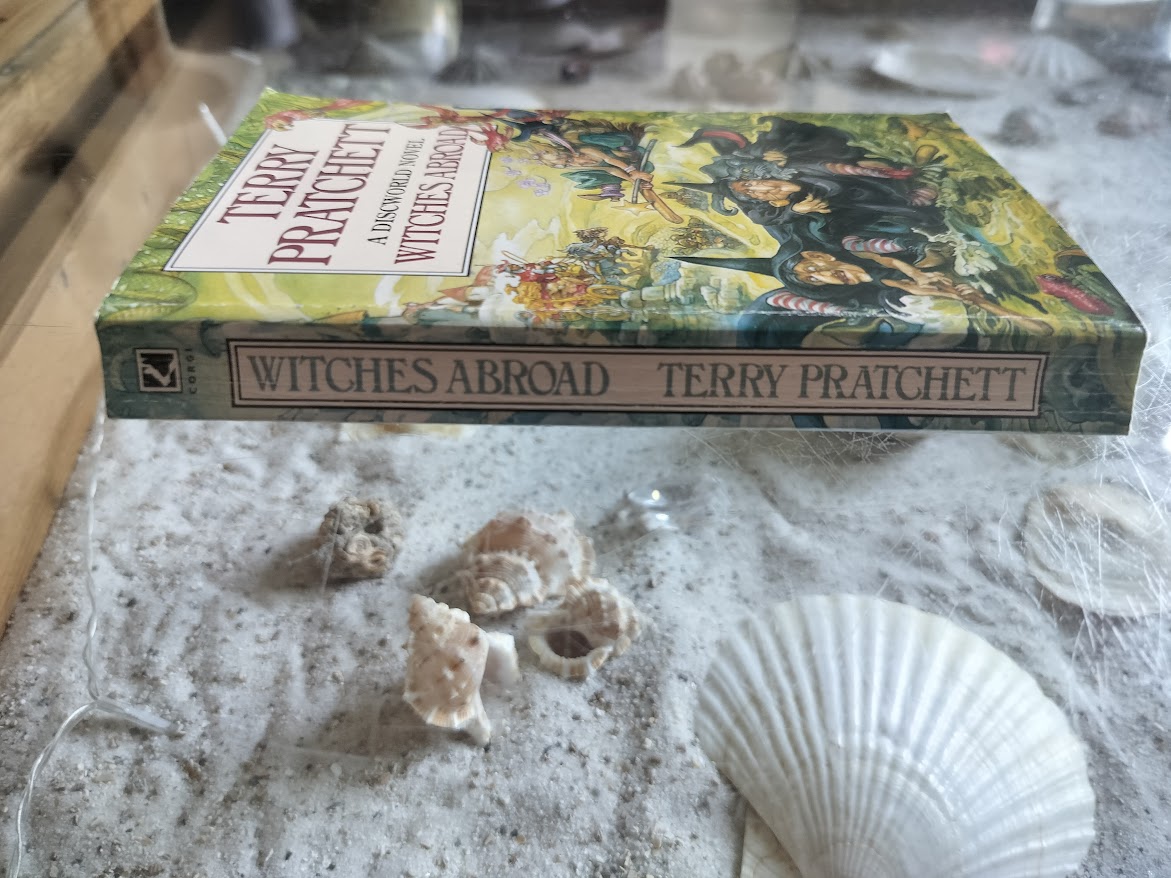 TERRY
PRATCHETT
A DISCWORLD NOVEL
WITCHES ABROAD
CORGI
WITCHES ABROAD TERRY PRATCHETT